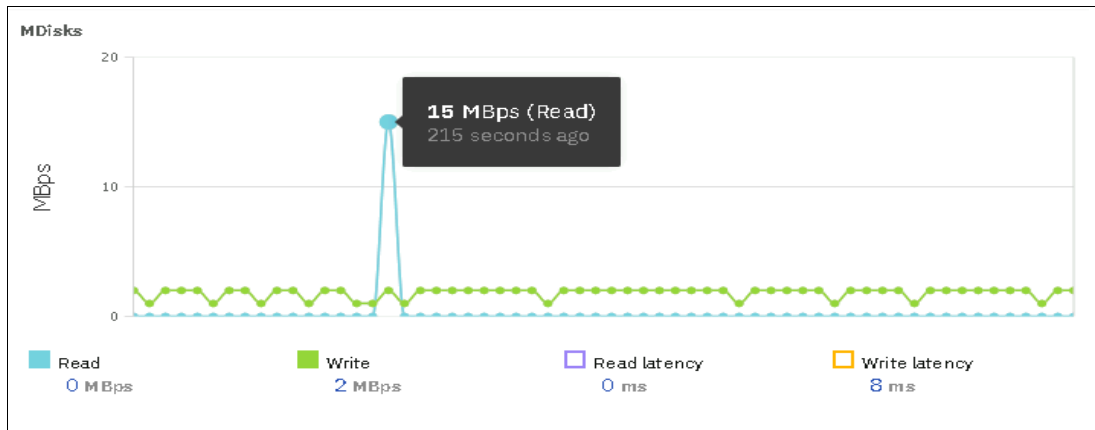 MDisks
20
15 MBps (Read)
215 seconds ago
10
MBps
0
Read
0 MBps
Write
2 MBps
Read latency
0 ms
Write latency
8 ms